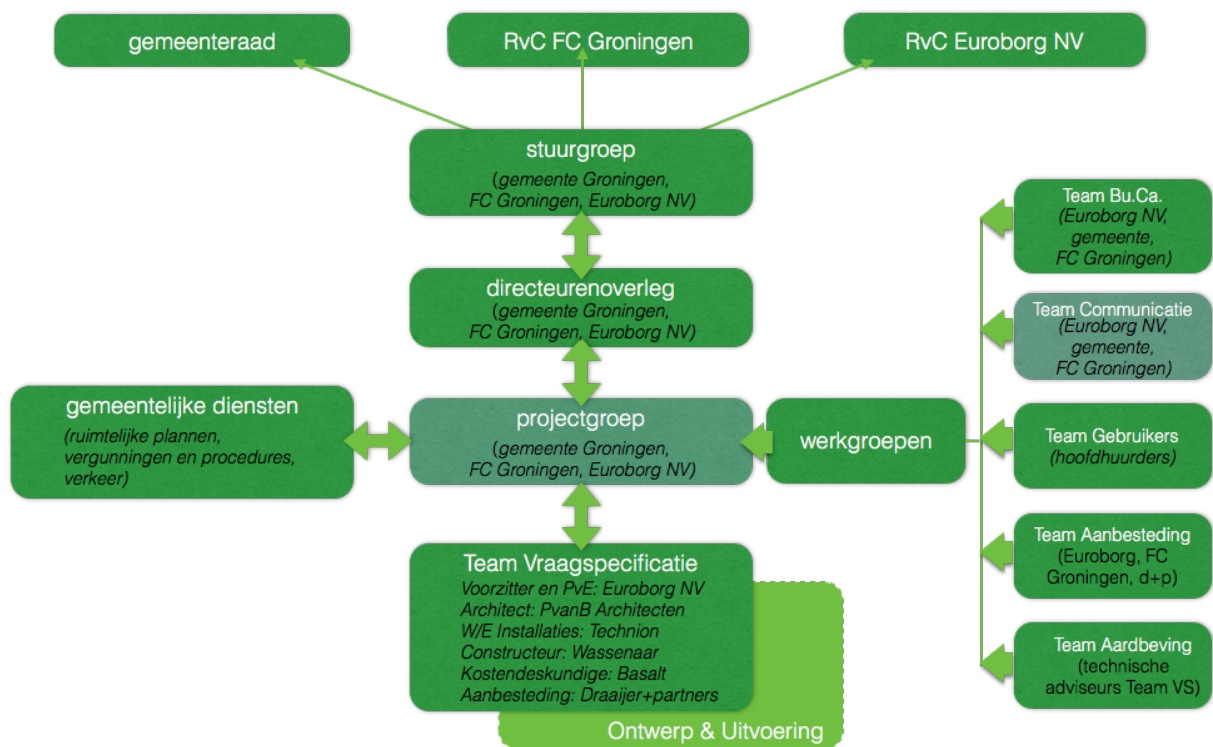 gemeenteraad
RvC FC Groningen
RvC Euroborg NV
stuurgroep
(gemeente Groningen,
FC Groningen, Euroborg NV)
directeurenoverleg
(gemeente Groningen,
FC Groningen, Euroborg NV)
gemeentelijke diensten
(ruimtelijke plannen,
vergunningen en procedures,
verkeer)
projectgroep
(gemeente Groningen,
FC Groningen, Euroborg NV)
werkgroepen
Team Bu.Ca.
(Euroborg NV,
gemeente,
FC Groningen)
Team Communicatie
(Euroborg NV,
gemeente,
FC Groningen)
Team Gebruikers
(hoofdhuurders)
Team Aanbesteding
(Euroborg, FC
Groningen, d+p)
Team Aardbeving
(technische
adviseurs Team VS)
Team Vraagspecificatie
Voorzitter en PvE: Euroborg NV
Architect: PvanB Architecten
W/E Installaties: Technion
Constructeur: Wassenaar
Kostendeskundige: Basalt
Aanbesteding: Draaijer+partners
Ontwerp & Uitvoering